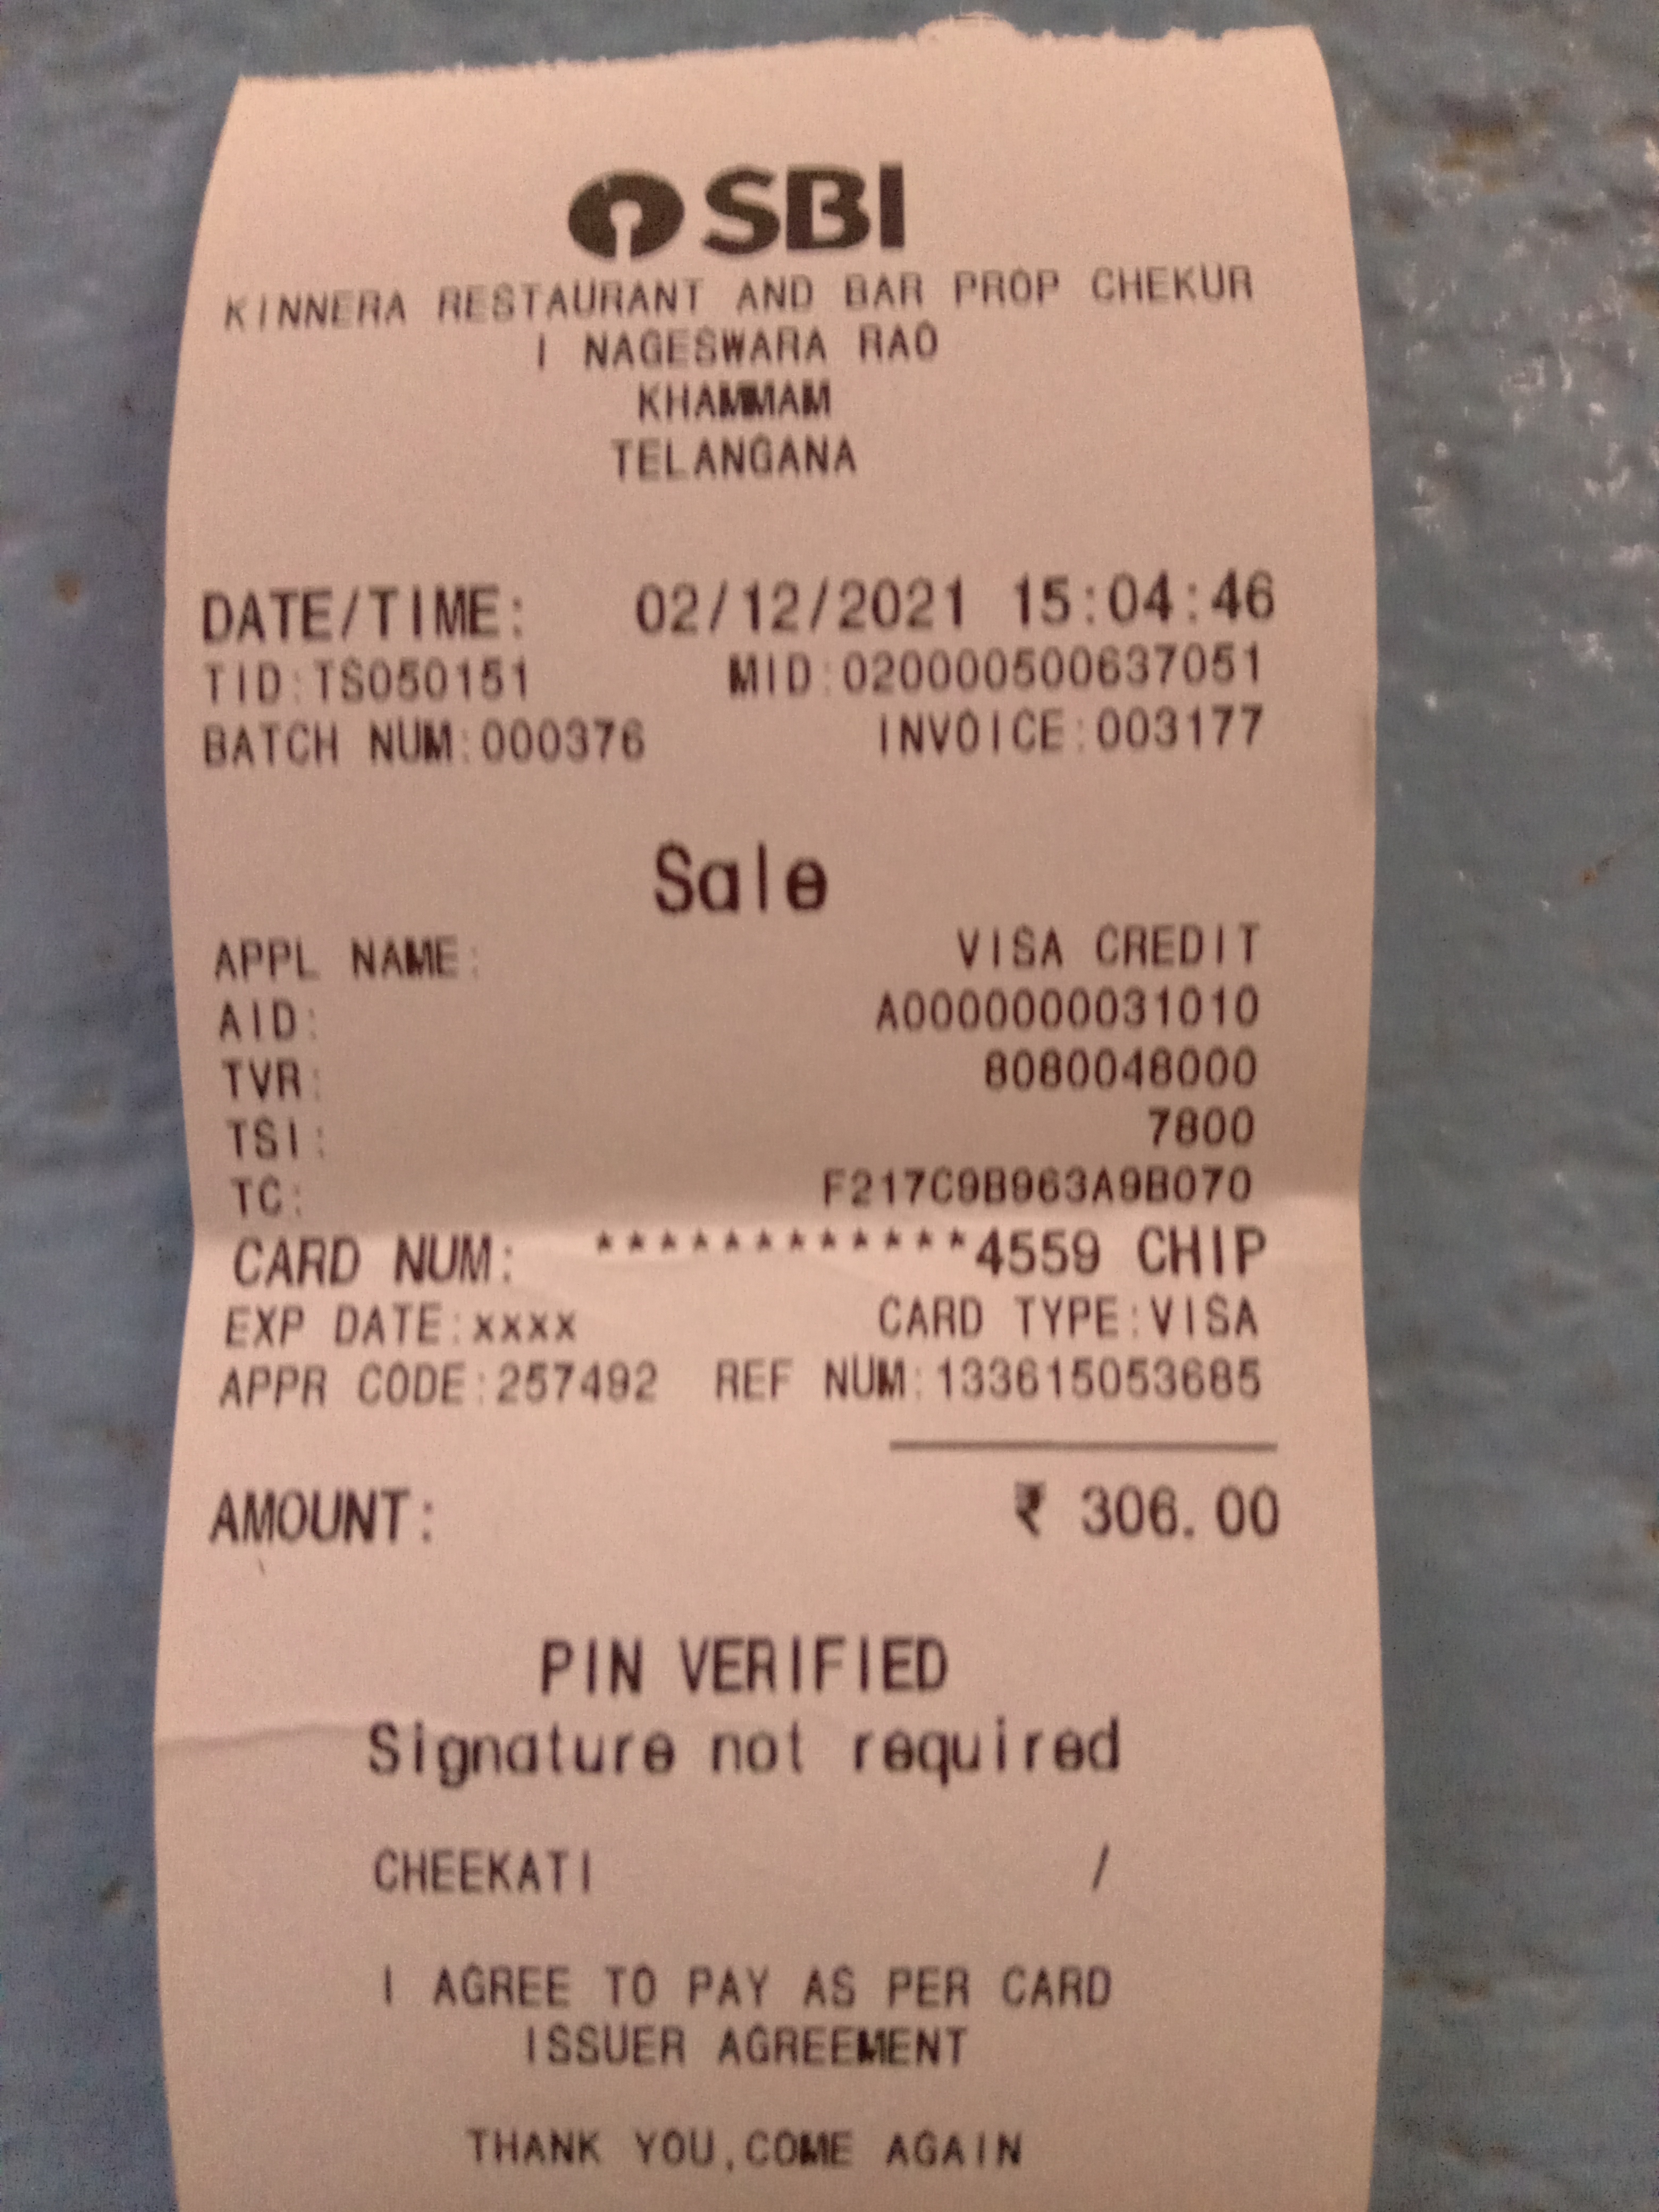 SBI
KINNERA RESTAURANT AND BAR PROP CHEKUR
I NAGESWARA RAO
KHAMMAM
TELANGANA
DATE/TIME: 02/12/2021 15:04:46
TID:TS050151 MID:020000500637051
BATCH NUM:000376 INVOICE:003177
Sale
APPL NAME: VISA CREDIT
AID: A0000000031010
TVR: 8080048000
TSI: 7800
TC: F217C9B963A9B070
CARD NUM: ************4559 CHIP
EXP DATE:xxxx CARD TYPE:VISA
APPR CODE:257492 REF NUM:133615053685
AMOUNT: ₹ 306.00
PIN VERIFIED
Signature not required
CHEEKATI /
I AGREE TO PAY AS PER CARD
ISSUER AGREEMENT
THANK YOU,COME AGAIN